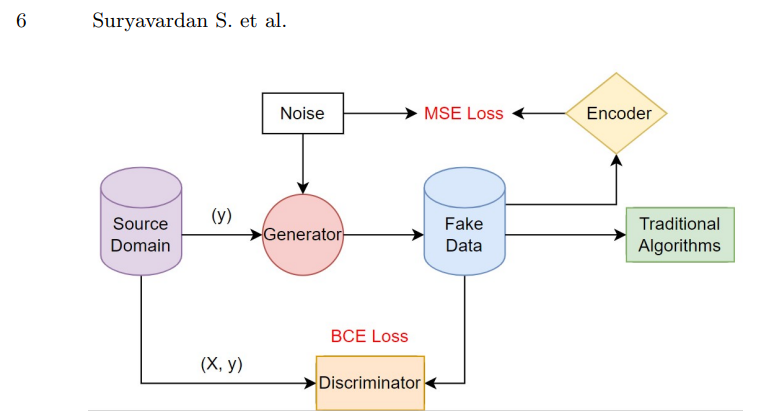 6 Suryavardan S. et al.
Noise
MSE Loss
Encoder
Source
Domain
(y)
Generator
Fake
Data
Traditional
Algorithms
BCE Loss
(X, y)
Discriminator